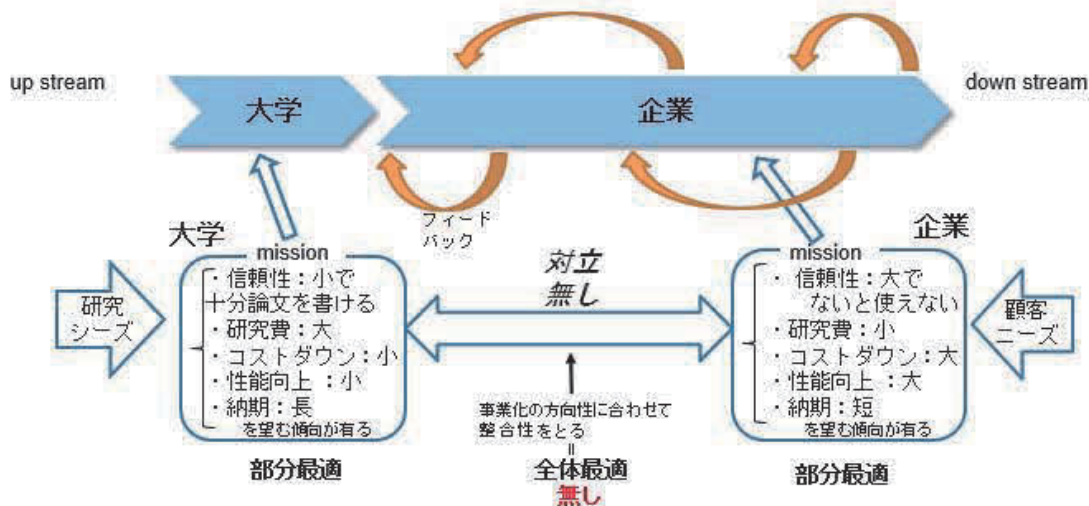 up stream
大学
企業
down stream
フィード
バック
大学
mission
・信頼性：小で
十分論文を書ける
・研究費：大
・コストダウン：小
・性能向上：小
・納期：長
を望む傾向が有る
部分最適
研究
シーズ
対立
無し
事業化の方向性に合わせて
整合性をとる
=
全体最適
無し
企業
mission
・信頼性：大で
ないと使えない
・研究費：小
・コストダウン：大
・性能向上：大
・納期：短
を望む傾向が有る
部分最適
顧客
ニーズ